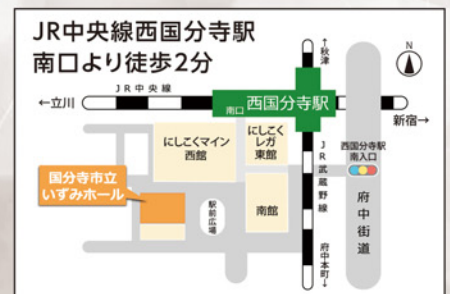 JR中央線西国分寺駅
南口より徒歩2分
↑秋津
N
JR中央線
←立川
南口 西国分寺駅
新宿→
にしこくマイン
西館
にしこく
レガ
東館
西国分寺駅
南入口
国分寺市立
いずみホール
駅前広場
南館
JR武蔵野線
府中街道
府中本町↓